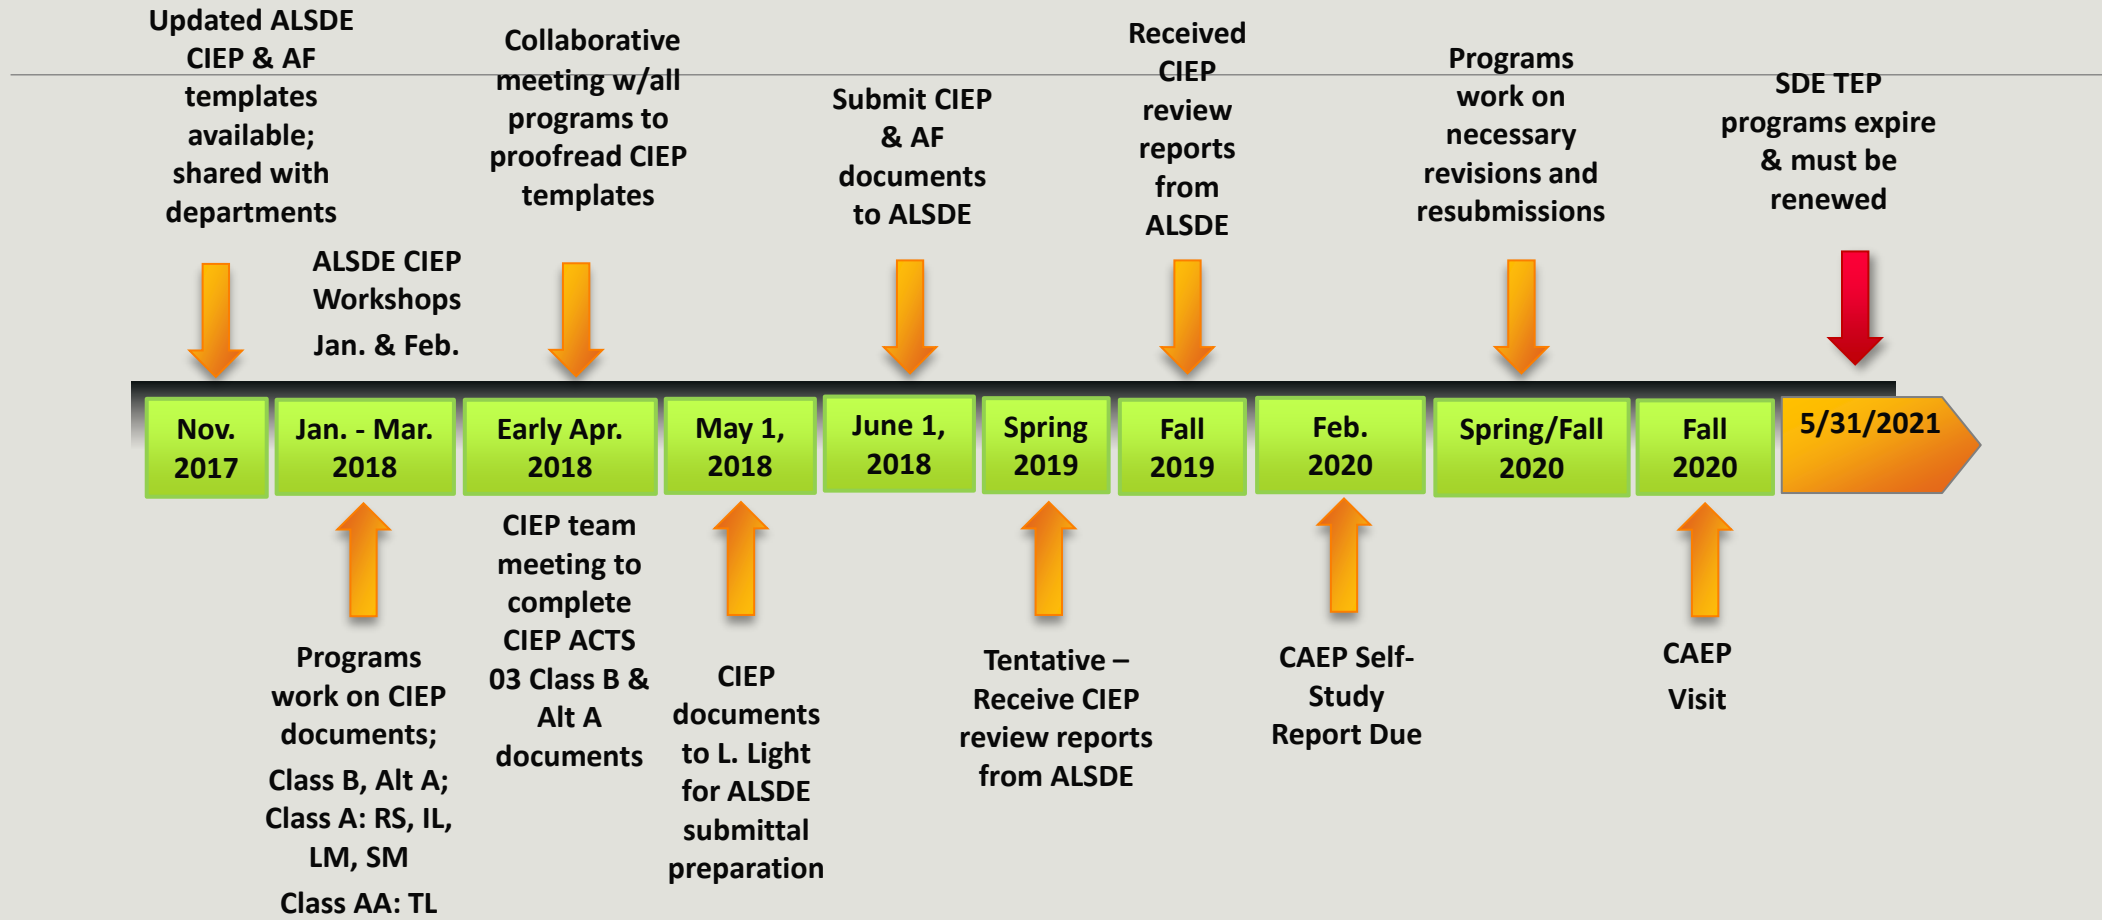 Updated ALSDE
CIEP & AF
templates
available;
shared with
departments
ALSDE CIEP
Workshops
Jan. & Feb.
Collaborative
meeting w/all
programs to
proofread CIEP
templates
Submit CIEP
& AF
documents
to ALSDE
Received
CIEP
review
reports
from
ALSDE
Programs
work on
necessary
revisions and
resubmissions
SDE TEP
programs expire
& must be
renewed
Nov.
2017
Jan. - Mar.
2018
Early Apr.
2018
May 1,
2018
June 1,
2018
Spring
2019
Fall
2019
Feb.
2020
Spring/Fall
2020
Fall
2020
5/31/2021
Programs
work on CIEP
documents;
Class B, Alt A;
Class A: RS, IL,
LM, SM
Class AA: TL
CIEP team
meeting to
complete
CIEP ACTS
03 Class B &
Alt A
documents
CIEP
documents
to L. Light
for ALSDE
submittal
preparation
Tentative –
Receive CIEP
review reports
from ALSDE
CAEP Self-
Study
Report Due
CAEP
Visit